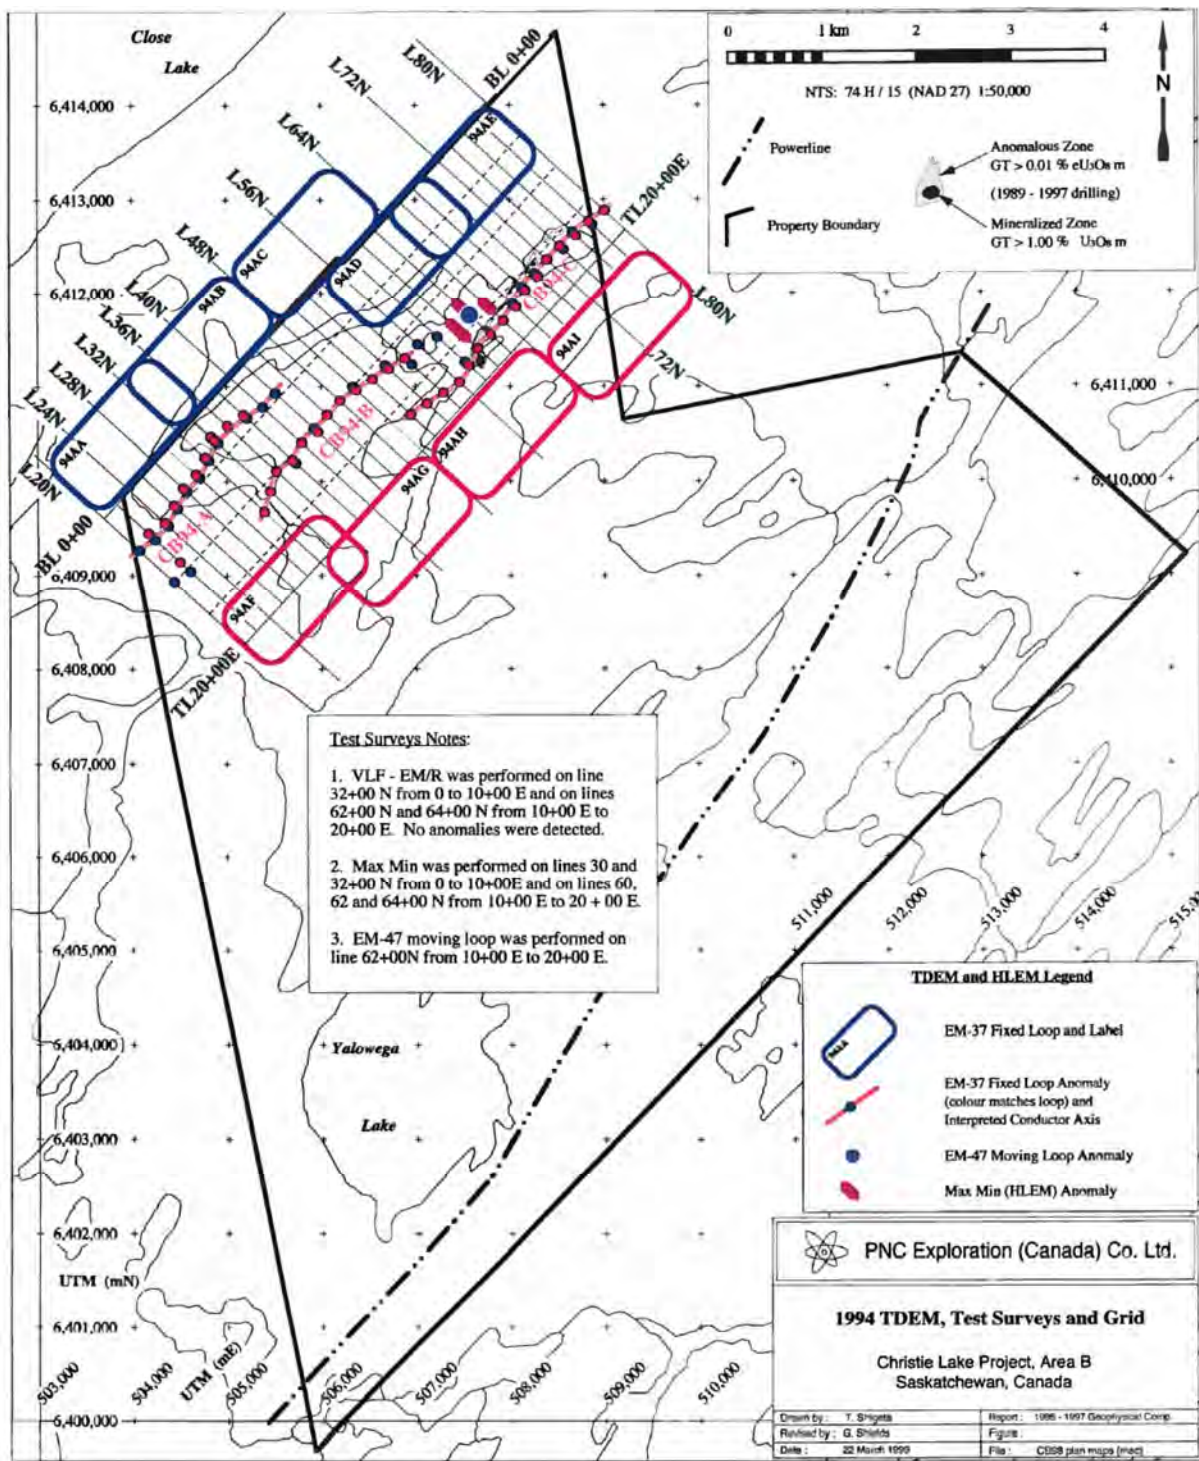 Close
Lake
BL 0+00
L80N
L72N
L64N
L56N
L48N
L40N
L36N
L32N
L28N
L24N
L20N
BL 0+00
TL20+00E
TL20+00E
L80N
L72N
94AE
94AD
94AC
94AB
94AA
94AI
94AH
94AG
94AF
CB94-A
CB94-B
CB94-C
6,414,000
6,413,000
6,412,000
6,409,000
6,408,000
6,407,000
6,406,000
6,405,000
6,404,000
6,403,000
6,402,000
UTM (mN)
6,401,000
6,400,000
6,411,000
6,410,000
0 1 km 2 3 4
NTS: 74 H / 15 (NAD 27) 1:50,000
N
Powerline
Property Boundary
Anomalous Zone
GT > 0.01 % eU3O8 m
(1989 - 1997 drilling)
Mineralized Zone
GT > 1.00 % U3O8 m
Test Surveys Notes:
1. VLF - EM/R was performed on line
32+00 N from 0 to 10+00 E and on lines
62+00 N and 64+00 N from 10+00 E to
20+00 E. No anomalies were detected.
2. Max Min was performed on lines 30 and
32+00 N from 0 to 10+00E and on lines 60,
62 and 64+00 N from 10+00 E to 20 + 00 E.
3. EM-47 moving loop was performed on
line 62+00N from 10+00 E to 20+00 E.
Yalowega
Lake
503,000
504,000
UTM (mE)
505,000
506,000
507,000
508,000
509,000
510,000
511,000
512,000
513,000
514,000
TDEM and HLEM Legend
94AA
EM-37 Fixed Loop and Label
EM-37 Fixed Loop Anomaly
(colour matches loop) and
Interpreted Conductor Axis
EM-47 Moving Loop Anomaly
Max Min (HLEM) Anomaly
PNC Exploration (Canada) Co. Ltd.
1994 TDEM, Test Surveys and Grid
Christie Lake Project, Area B
Saskatchewan, Canada
Drawn by: T. Shigeta
Report: 1996 - 1997 Geophysical Comp.
Revised by: G. Shields
Figure:
Date: 22 March 1999
File: CB98 plan maps (mac)